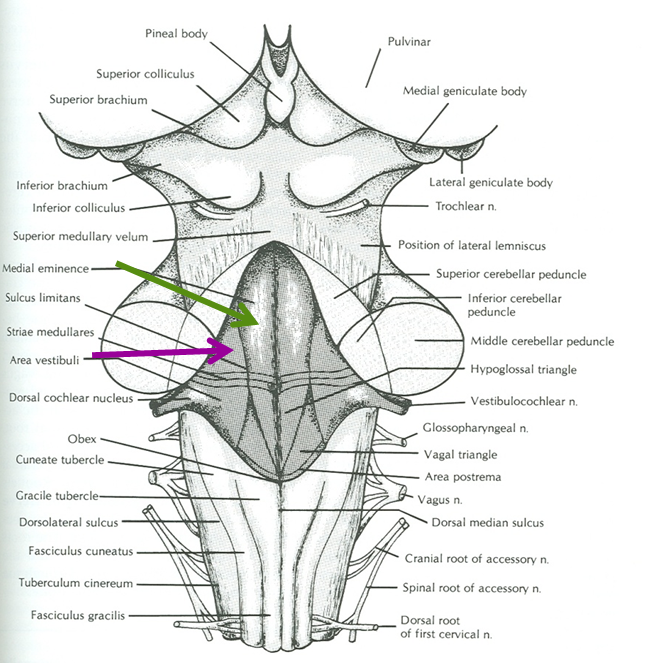 Pineal body
Superior colliculus
Superior brachium
Inferior brachium
Inferior colliculus
Superior medullary velum
Medial eminence
Sulcus limitans
Striae medullares
Area vestibuli
Dorsal cochlear nucleus
Obex
Cuneate tubercle
Gracile tubercle
Dorsolateral sulcus
Fasciculus cuneatus
Tuberculum cinereum
Fasciculus gracilis
Pulvinar
Medial geniculate body
Lateral geniculate body
Trochlear n.
Position of lateral lemniscus
Superior cerebellar peduncle
Inferior cerebellar
peduncle
Middle cerebellar peduncle
Hypoglossal triangle
Vestibulocochlear n.
Glossopharyngeal n.
Vagal triangle
Area postrema
Vagus n.
Dorsal median sulcus
Cranial root of accessory n.
Spinal root of accessory n.
Dorsal root
of first cervical n.